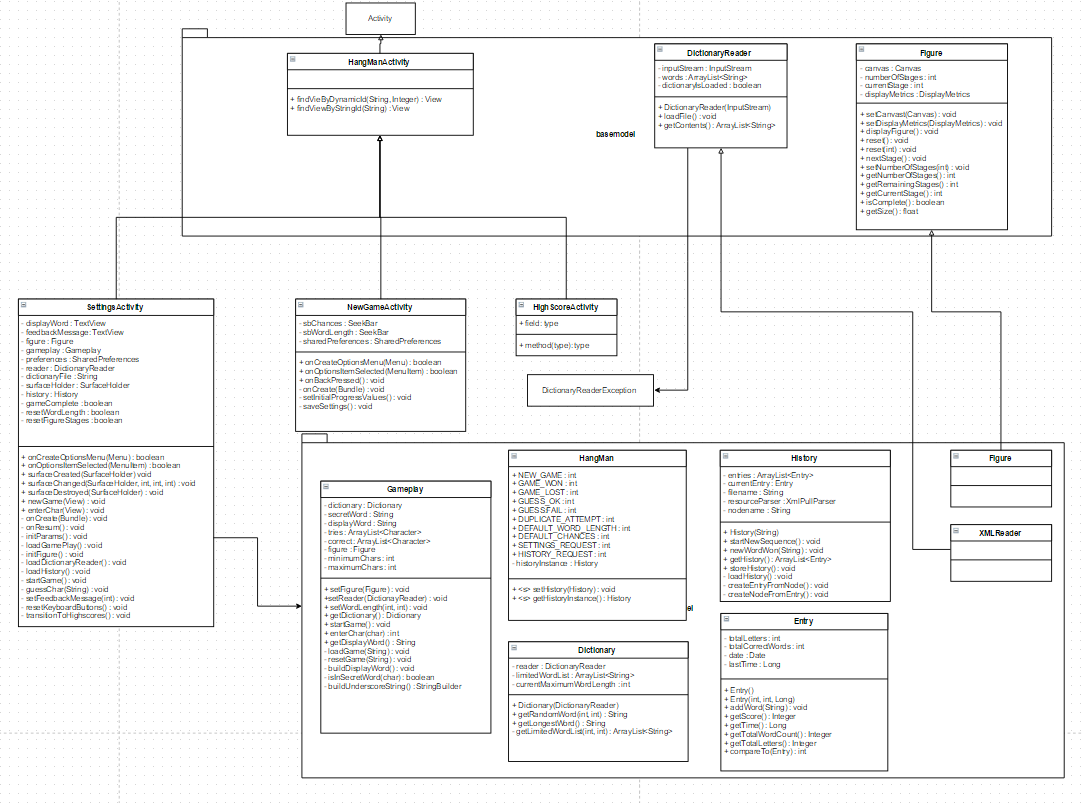 Activity
HangManActivity
+ findVieByDynamicId(String, Integer) : View
+ findViewByStringId(String) : View
DictionaryReader
- inputStream : InputStream
- words : ArrayList<String>
- dictionaryIsLoaded : boolean
+ DictionaryReader(InputStream)
+ loadFile() : void
+ getContents() : ArrayList<String>
Figure
- canvas : Canvas
- numberOfStages : int
- currentStage : int
- displayMetrics : DisplayMetrics
+ setCanvast(Canvas) : void
+ setDisplayMetrics(DisplayMetrics) : void
+ displayFigure() : void
+ reset() : void
+ reset(int) : void
+ nextStage() : void
+ setNumberOfStages(int) : void
+ getNumberOfStages() : int
+ getRemainingStages() : int
+ getCurrentStage() : int
+ isComplete() : boolean
+ getSize() : float
basemodel
SettingsActivity
- displayWord : TextView
- feedbackMessage: TextView
- figure : Figure
- gameplay : Gameplay
- preferences : SharedPreferences
- reader : DictionaryReader
- dictionaryFile : String
- surfaceHolder : SurfaceHolder
- history : History
- gameComplete : boolean
- resetWordLength : boolean
- resetFigureStages : boolean
+ onCreateOptionsMenu(Menu) : boolean
+ onOptionsItemSelected(MenuItem) : boolean
+ surfaceCreated(SurfaceHolder) void
+ surfaceChanged(SurfaceHolder, int, int, int) : void
+ surfaceDestroyed(SurfaceHolder) : void
+ newGame(View) : void
+ enterChar(View) : void
- onCreate(Bundle) : void
- onResum() : void
- initParams() : void
- loadGamePlay() : void
- initFigure() : void
- loadDictionaryReader() : void
- loadHistory() : void
- startGame() : void
- guessChar(String) : void
- setFeedbackMessage(int) : void
- resetKeyboardButtons() : void
- transitionToHighscores() : void
NewGameActivity
- sbChances : SeekBar
- sbWordLength : SeekBar
- sharedPreferences : SharedPreferences
+ onCreateOptionsMenu(Menu) : boolean
+ onOptionsItemSelected(MenuItem) : boolean
+ onBackPressed() : void
- onCreate(Bundle) : void
- setInitialProgressValues() : void
- saveSettings() : void
HighScoreActivity
+ field: type
+ method(type): type
DictionaryReaderException
Gameplay
- dictionary : Dictionary
- secretWord : String
- displayWord : String
- tries : ArrayList<Character>
- correct : ArrayList<Character>
- figure : Figure
- minimumChars : int
- maximumChars : int
+ setFigure(Figure) : void
+setReader(DictionayReader) : void
+ setWordLength(int, int) : void
+ getDictionary() : Dictionary
+ startGame() : void
+ enterChar(char) : int
+ getDisplayWord() : String
- loadGame(String) : void
- resetGame(String) : void
- buildDisplayWord() : void
- isInSecretWord(char) : boolean
- buildUnderscoreString() : StringBuilder
HangMan
+ NEW_GAME : int
+ GAME_WON : int
+ GAME_LOST : int
+ GUESS_OK : int
+ GUESS:FAIL : int
+ DUPLICATE_ATTEMPT : int
+ DEFAULT_WORD_LENGTH : int
+ DEFAULT_CHANCES : int
+ SETTINGS_REQUEST : int
+ HISTORY_REQUEST : int
- historyInstance : History
+ <s> setHistory(History) : void
+ <s> getHistoryInstance() : History
el
Dictionary
- reader : DictionaryReader
- limitedWordList : ArrayList<String>
- currentMaximumWordLength : int
+ Dictionary(DictionaryReader)
+ getRandomWord(int, int) : String
+ getLongestWord() : String
- getLimitedWordList(int, int) : ArrayList<String>
History
- entries : ArrayList<Entry>
- currentEntry : Entry
- filename : String
- resourceParser : XmlPullParser
- nodename : String
+ History(String)
+ startNewSequence() : void
+ newWordWon(String) : void
+ getHistory() : ArrayList<Entry>
+ storeHistory() : void
- loadHistory() : void
- createEntryFromNode() : void
- createNodeFromEntry() : void
Entry
- totalLetters : int
- totalCorrectWords : int
- date : Date
- lastTime : Long
+ Entry()
+ Entry(int, int, Long)
+ addWord(String) : void
+ getScore() : Integer
+ getTime() : Long
+ getTotalWordCount() : Integer
+ getTotalLetters() : Integer
+ compareTo(Entry) : int
Figure
XMLReader